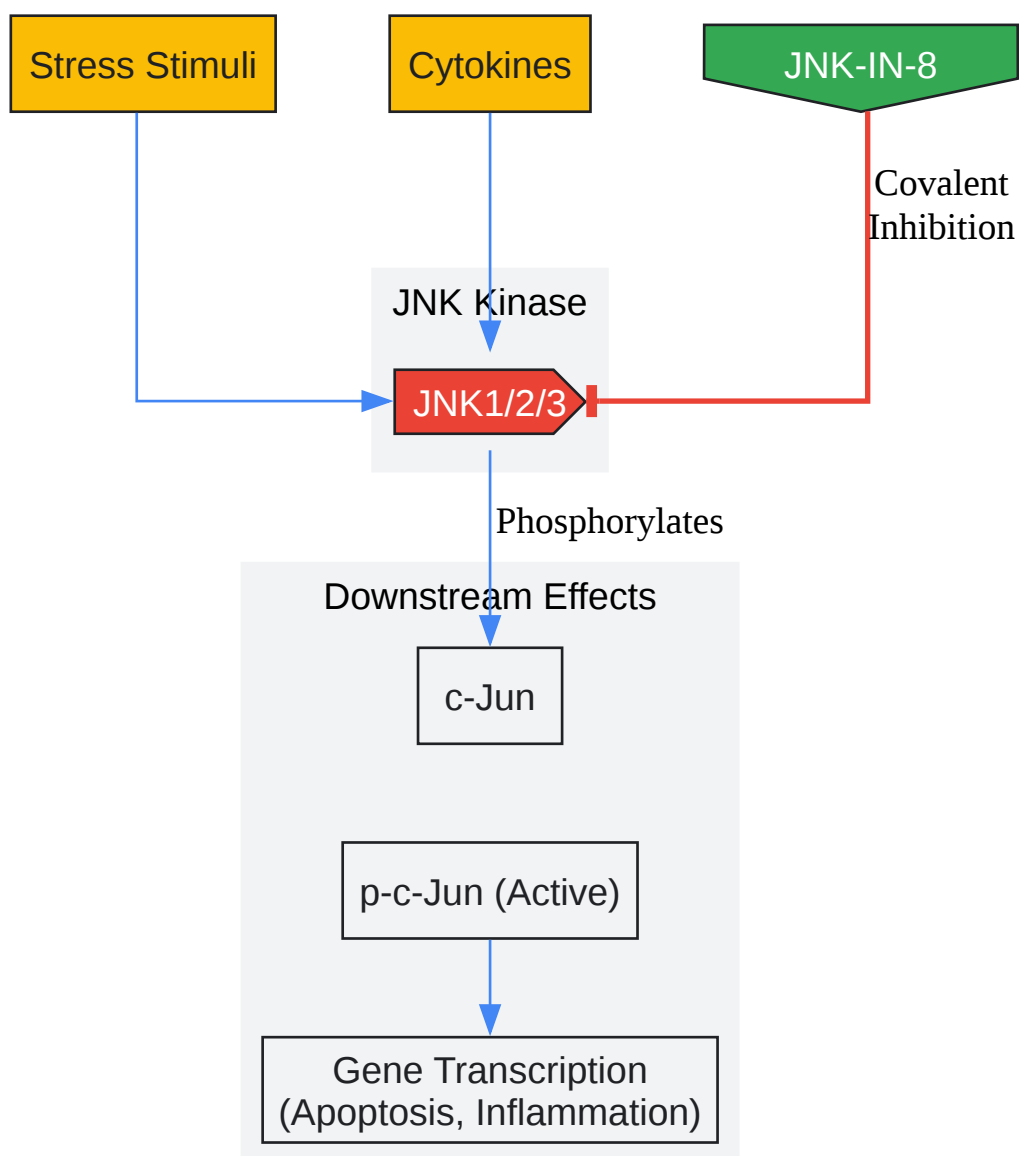 Stress Stimuli
Cytokines
JNK-IN-8
Covalent
Inhibition
JNK Kinase
JNK1/2/3
Phosphorylates
Downstream Effects
c-Jun
p-c-Jun (Active)
Gene Transcription
(Apoptosis, Inflammation)